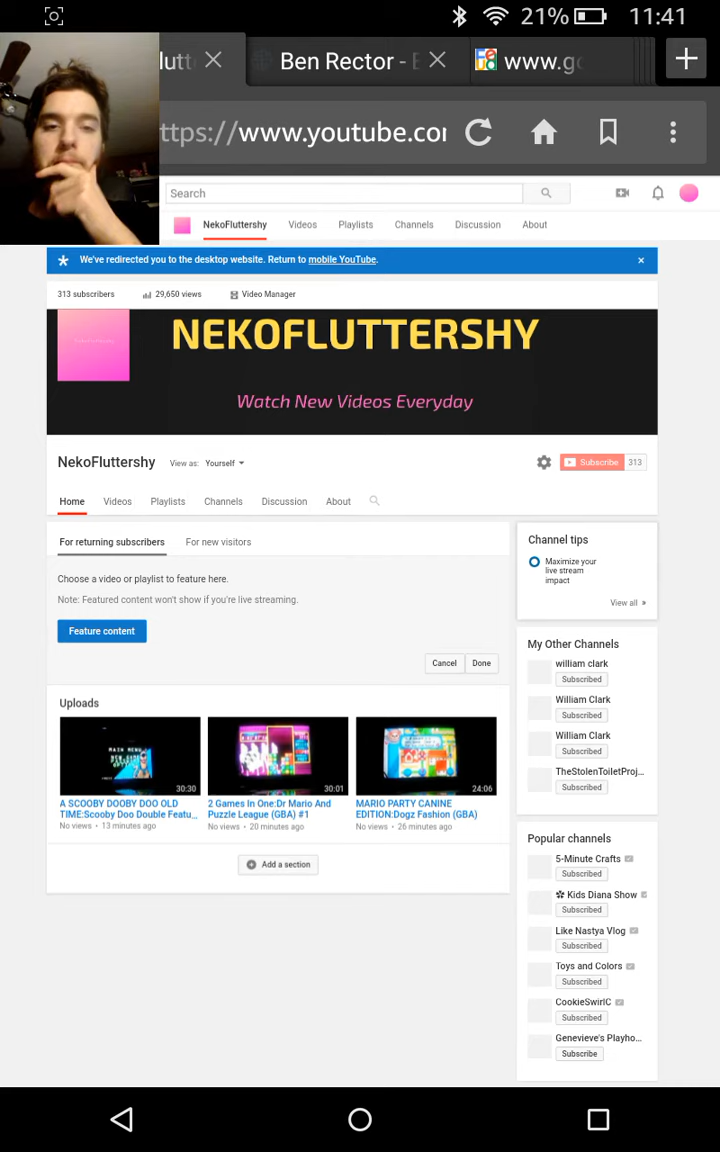 21% 11:41
lutt Ben Rector - E www.go
ttps://www.youtube.com
Search
NekoFluttershy Videos Playlists Channels Discussion About
We've redirected you to the desktop website. Return to mobile YouTube. ×
313 subscribers 29,650 views Video Manager
NEKOFLUTTERSHY
Watch New Videos Everyday
NekoFluttershy View as: Yourself Subscribe 313
Home Videos Playlists Channels Discussion About
For returning subscribers For new visitors
Choose a video or playlist to feature here.
Note: Featured content won't show if you're live streaming.
Feature content
Cancel Done
Uploads
MAIN MENU
30:30 30:01 24:06
A SCOOBY DOOBY DOO OLD TIME:Scooby Doo Double Featu...
No views • 13 minutes ago
2 Games In One:Dr Mario And Puzzle League (GBA) #1
No views • 20 minutes ago
MARIO PARTY CANINE EDITION:Dogz Fashion (GBA)
No views • 26 minutes ago
Add a section
Channel tips
Maximize your
live stream
impact
View all »
My Other Channels
william clark
Subscribed
William Clark
Subscribed
William Clark
Subscribed
TheStolenToiletProj...
Subscribed
Popular channels
5-Minute Crafts
Subscribed
✿ Kids Diana Show
Subscribed
Like Nastya Vlog
Subscribed
Toys and Colors
Subscribed
CookieSwirlC
Subscribed
Genevieve's Playho...
Subscribe